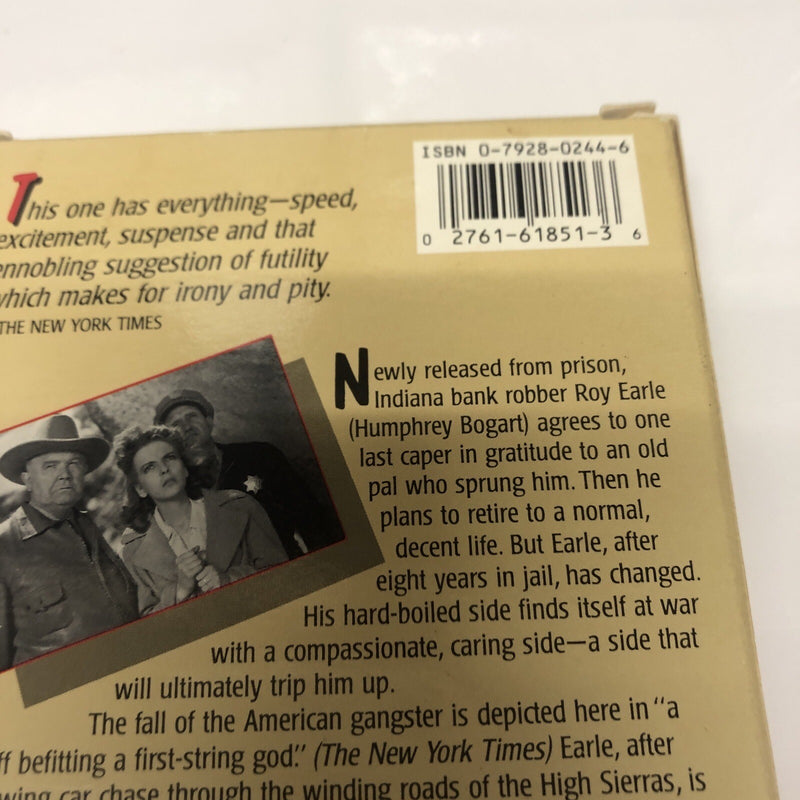 This one has everything—speed,
excitement, suspense and that
ennobling suggestion of futility
which makes for irony and pity.
THE NEW YORK TIMES
ISBN 0-7928-0244-6
0 2761-61851-3 6
Newly released from prison,
Indiana bank robber Roy Earle
(Humphrey Bogart) agrees to one
last caper in gratitude to an old
pal who sprung him. Then he
plans to retire to a normal,
decent life. But Earle, after
eight years in jail, has changed.
His hard-boiled side finds itself at war
with a compassionate, caring side—a side that
will ultimately trip him up.
The fall of the American gangster is depicted here in "a
befitting a first-string god." (The New York Times) Earle, after
car chase through the winding roads of the High Sierras, is